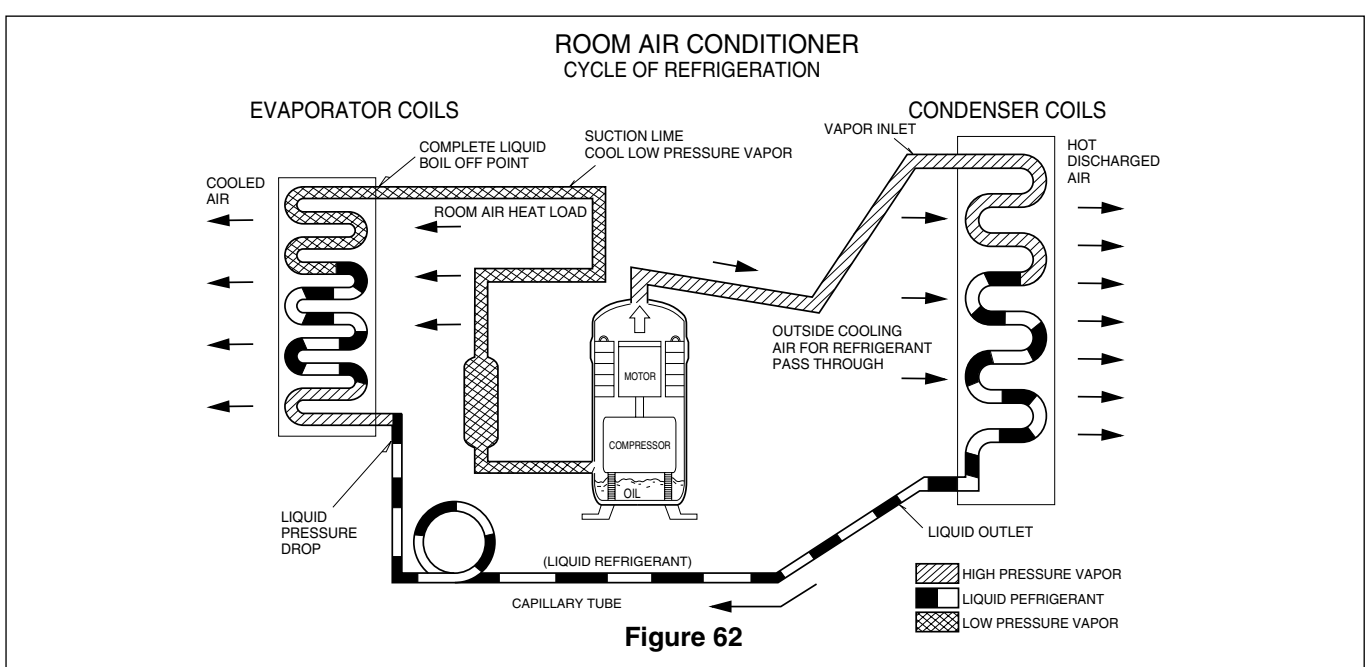 ROOM AIR CONDITIONER
CYCLE OF REFRIGERATION
EVAPORATOR COILS
CONDENSER COILS
COMPLETE LIQUID
BOIL OFF POINT
SUCTION LIME
COOL LOW PRESSURE VAPOR
VAPOR INLET
HOT
DISCHARGED
AIR
COOLED
AIR
ROOM AIR HEAT LOAD
OUTSIDE COOLING
AIR FOR REFRIGERANT
PASS THROUGH
MOTOR
COMPRESSOR
OIL
LIQUID
PRESSURE
DROP
LIQUID OUTLET
(LIQUID REFRIGERANT)
CAPILLARY TUBE
HIGH PRESSURE VAPOR
LIQUID PEFRIGERANT
LOW PRESSURE VAPOR
Figure 62